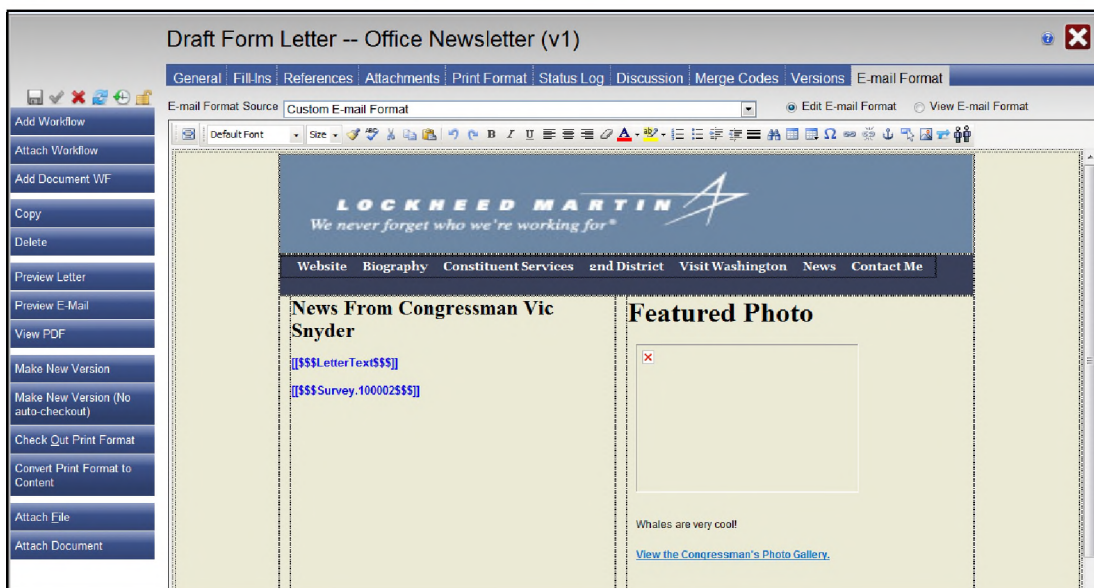 Draft Form Letter -- Office Newsletter (v1)
General Fill-Ins References Attachments Print Format Status Log Discussion Merge Codes Versions E-mail Format
E-mail Format Source Custom E-mail Format Edit E-mail Format View E-mail Format
Default Font Size
Add Workflow
Attach Workflow
Add Document WF
Copy
Delete
Preview Letter
Preview E-Mail
View PDF
Make New Version
Make New Version (No
auto-checkout)
Check Out Print Format
Convert Print Format to
Content
Attach File
Attach Document
LOCKHEED MARTIN
We never forget who we're working for®
Website Biography Constituent Services 2nd District Visit Washington News Contact Me
News From Congressman Vic
Snyder
[[$$$LetterText$$$]]
[[$$$Survey.100002$$$]]
Featured Photo
Whales are very cool!
View the Congressman's Photo Gallery.